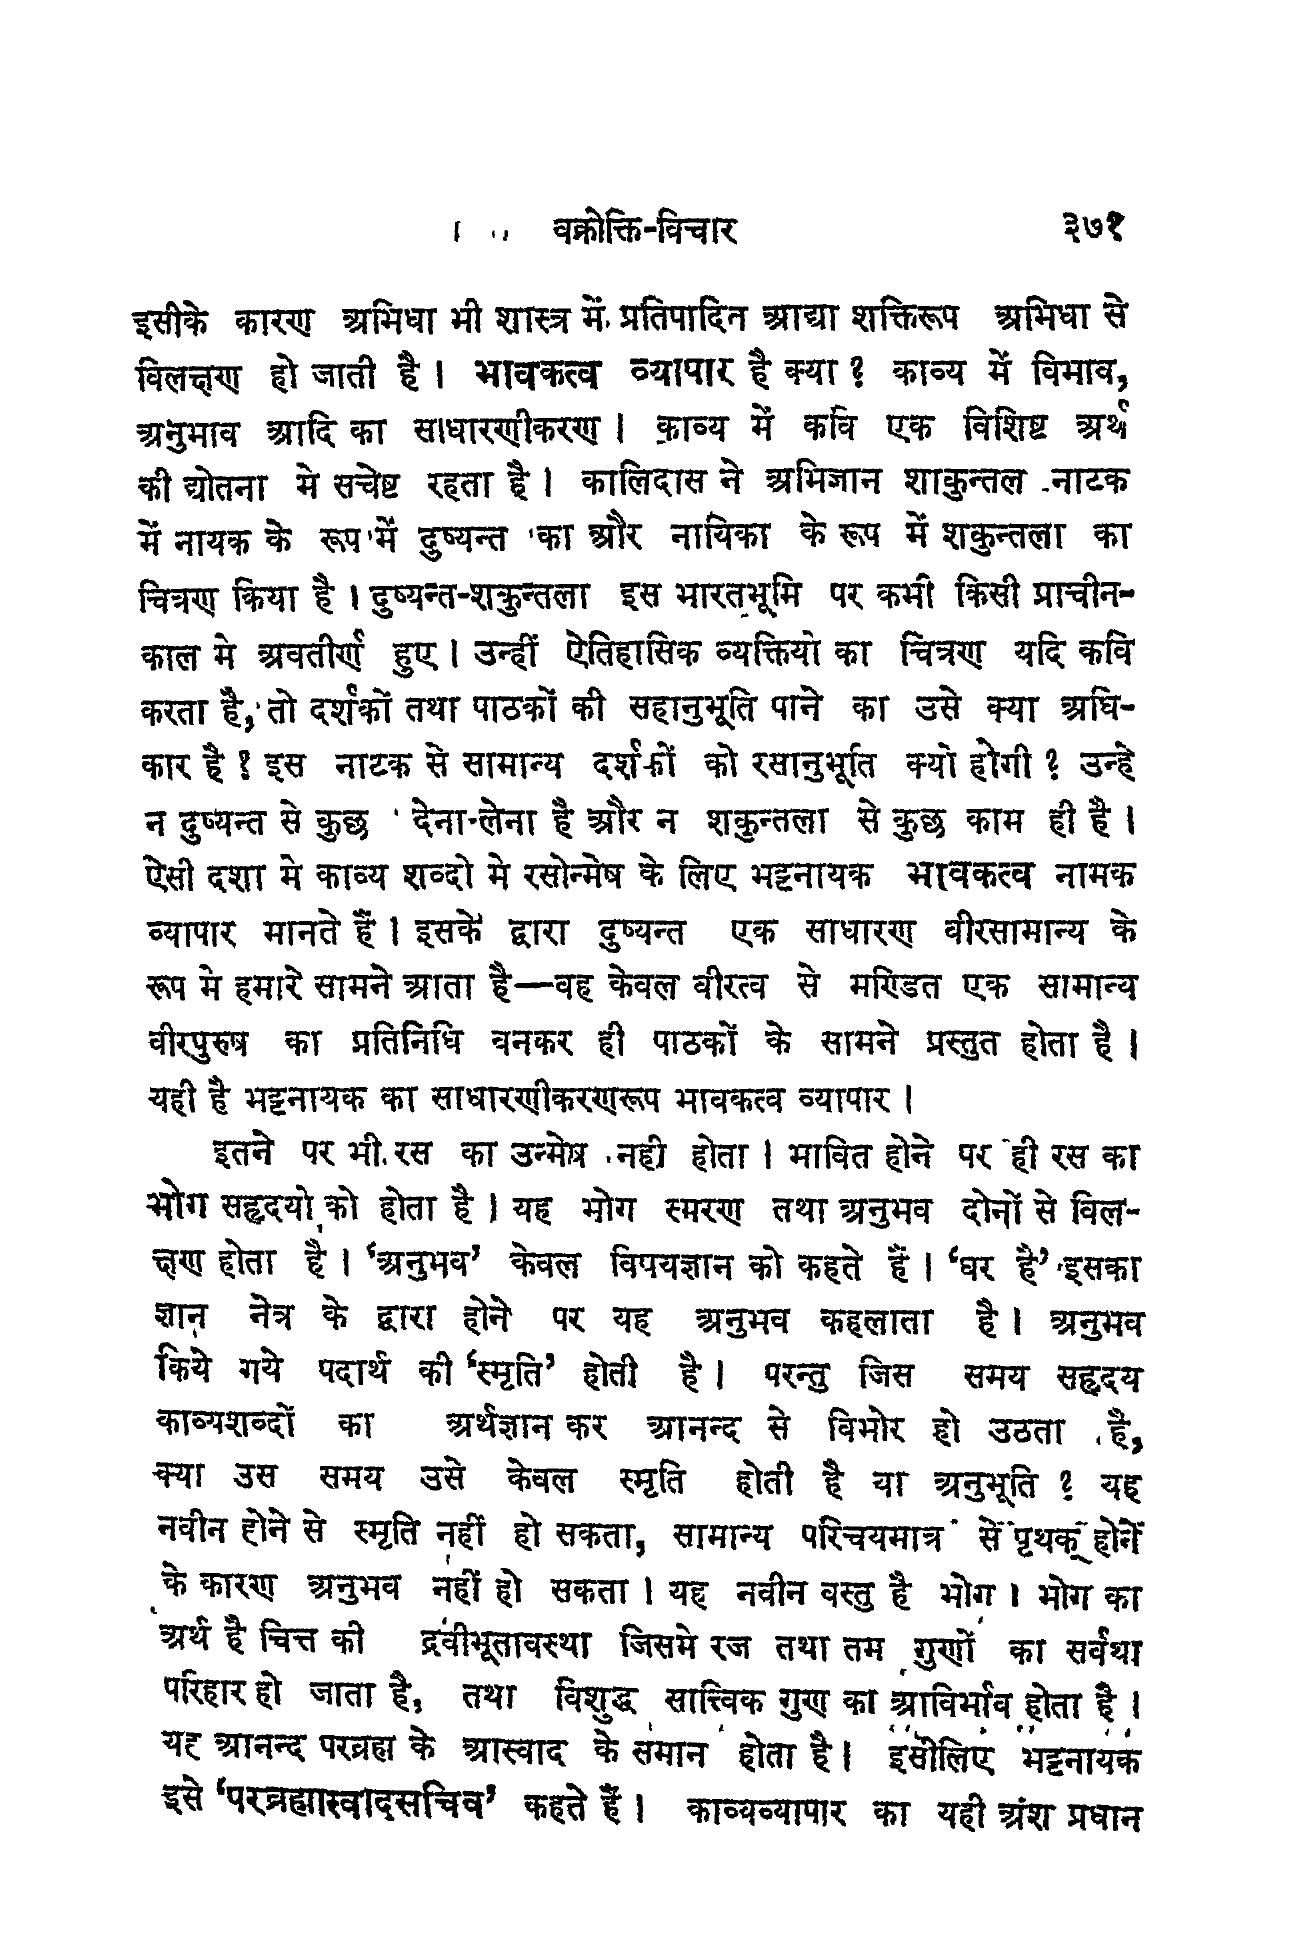 वक्रोक्ति-विचार ३७१
इसीके कारण अभिधा भी शास्त्र में प्रतिपादित आद्या शक्तिरूप अभिधा से
विलक्षण हो जाती है। भावकत्व व्यापार है क्या? काव्य में विभाव,
अनुभाव आदि का साधारणीकरण। काव्य में कवि एक विशिष्ट अर्थ
की द्योतना मे सचेष्ट रहता है। कालिदास ने अभिज्ञान शाकुन्तल नाटक
में नायक के रूप में दुष्यन्त का और नायिका के रूप में शकुन्तला का
चित्रण किया है। दुष्यन्त-शकुन्तला इस भारतभूमि पर कभी किसी प्राचीन-
काल मे अवतीर्ण हुए। उन्हीं ऐतिहासिक व्यक्तियो का चित्रण यदि कवि
करता है, तो दर्शकों तथा पाठकों की सहानुभूति पाने का उसे क्या अधि-
कार है? इस नाटक से सामान्य दर्शकों को रसानुभूति क्यो होगी? उन्हे
न दुष्यन्त से कुछ देना-लेना है और न शकुन्तला से कुछ काम ही है।
ऐसी दशा मे काव्य शब्दो मे रसोन्मेष के लिए भट्टनायक भावकत्व नामक
व्यापार मानते हैं। इसके द्वारा दुष्यन्त एक साधारण वीरसामान्य के
रूप मे हमारे सामने आता है—वह केवल वीरत्व से मण्डित एक सामान्य
वीरपुरुष का प्रतिनिधि बनकर ही पाठकों के सामने प्रस्तुत होता है।
यही है भट्टनायक का साधारणीकरणरूप भावकत्व व्यापार।
इतने पर भी रस का उन्मेष नही होता। भावित होने पर ही रस का
भोग सहृदयो को होता है। यह भोग स्मरण तथा अनुभव दोनों से विल-
क्षण होता है। ‘अनुभव’ केवल विषयज्ञान को कहते हैं। ‘घर है’ इसका
ज्ञान नेत्र के द्वारा होने पर यह अनुभव कहलाता है। अनुभव
किये गये पदार्थ की ‘स्मृति’ होती है। परन्तु जिस समय सहृदय
काव्यशब्दों का अर्थज्ञान कर आनन्द से विभोर हो उठता है,
क्या उस समय उसे केवल स्मृति होती है या अनुभूति? यह
नवीन होने से स्मृति नहीं हो सकता, सामान्य परिचयमात्र से पृथक् होने
के कारण अनुभव नहीं हो सकता। यह नवीन वस्तु है भोग। भोग का
अर्थ है चित्त की द्रवीभूतावस्था जिसमे रज तथा तम गुणों का सर्वथा
परिहार हो जाता है, तथा विशुद्ध सात्त्विक गुण का आविर्भाव होता है।
यह आनन्द परब्रह्म के आस्वाद के समान होता है। इसीलिए भट्टनायक
इसे ‘परब्रह्मास्वादसचिव’ कहते हैं। काव्यव्यापार का यही अंश प्रधान